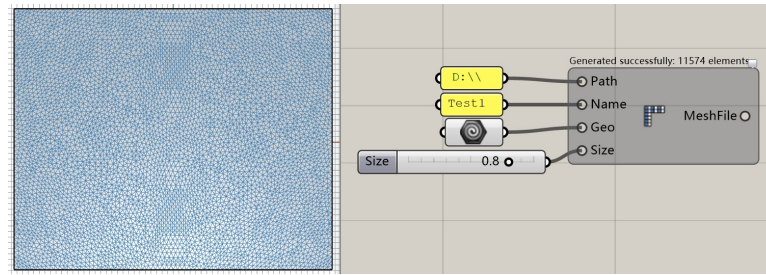 Generated successfully: 11574 elements
D:\\
Path
Test1
Name
Geo
MeshFile
Size
Size 0.8